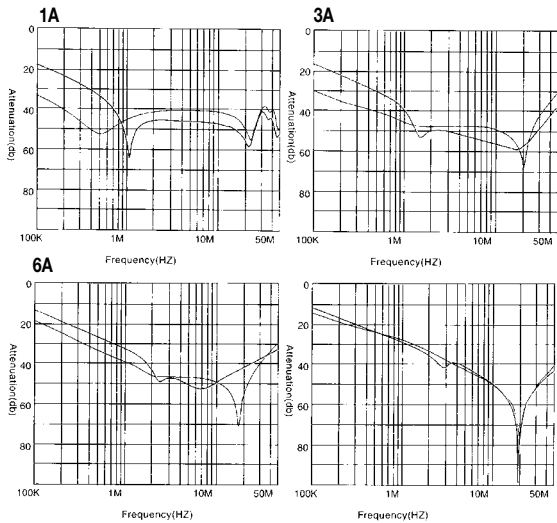 1A
0
20
40
60
80
100K
1M
10M
50M
Attenuation(db)
Frequency(HZ)
3A
0
20
40
60
80
100K
1M
10M
50M
Attenuation(db)
Frequency(HZ)
6A
0
20
40
60
80
100K
1M
10M
50M
Attenuation(db)
Frequency(HZ)
0
20
40
60
80
100K
1M
10M
50M
Attenuation(db)
Frequency(HZ)